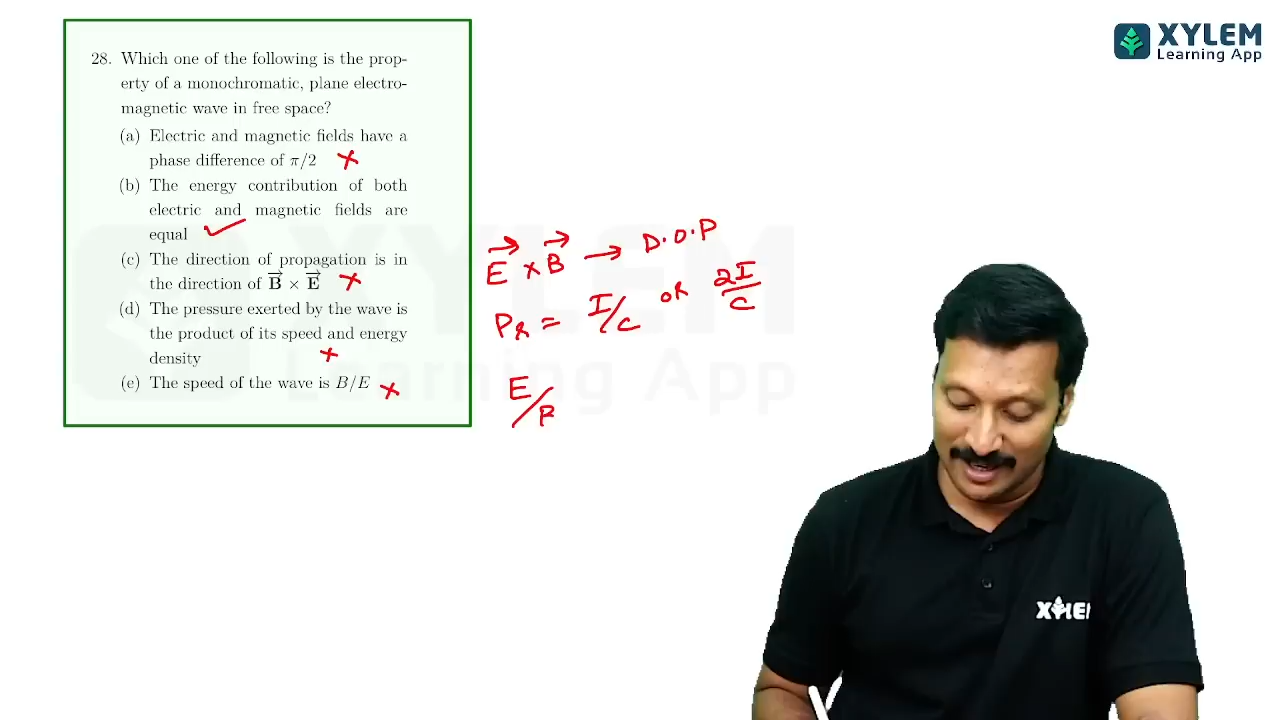 XYLEM
Learning App
28. Which one of the following is the prop-
erty of a monochromatic, plane electro-
magnetic wave in free space?
(a) Electric and magnetic fields have a
phase difference of π/2 ×
(b) The energy contribution of both
electric and magnetic fields are
equal ✓
(c) The direction of propagation is in
the direction of B⃗ × E⃗ ×
(d) The pressure exerted by the wave is
the product of its speed and energy
density ×
(e) The speed of the wave is B/E ×
E⃗ × B⃗ → D.O.P
PR = I/C OR 2I/C
E/P
XYLEM
Learning App
XYLEM